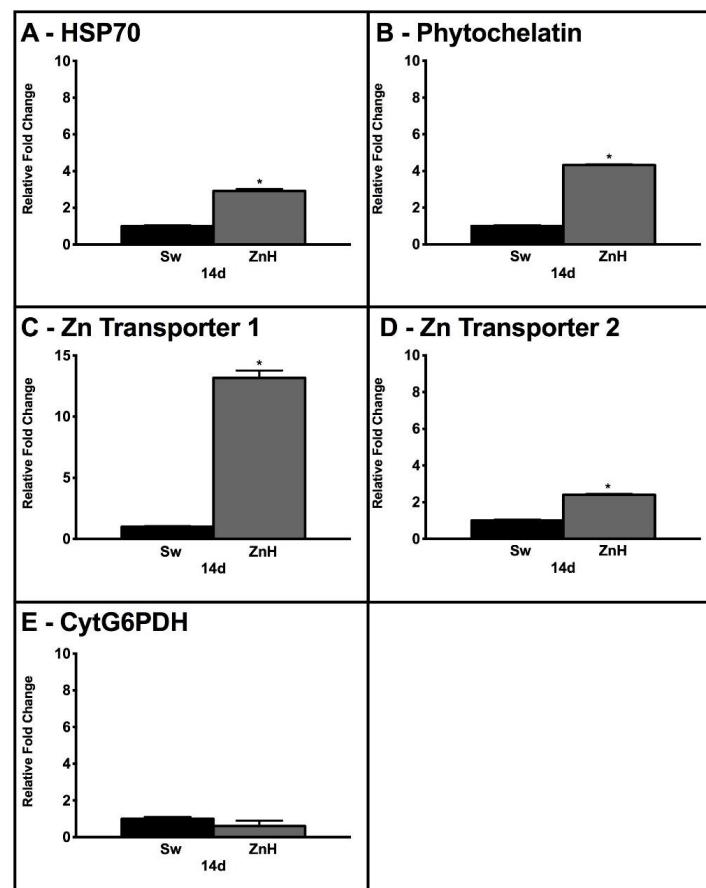 A - HSP70
10
8
6
4
2
0
Relative Fold Change
*
Sw ZnH
14d
B - Phytochelatin
10
8
6
4
2
0
Relative Fold Change
*
Sw ZnH
14d
C - Zn Transporter 1
15
10
5
0
Relative Fold Change
*
Sw ZnH
14d
D - Zn Transporter 2
10
8
6
4
2
0
Relative Fold Change
*
Sw ZnH
14d
E - CytG6PDH
10
8
6
4
2
0
Relative Fold Change
Sw ZnH
14d